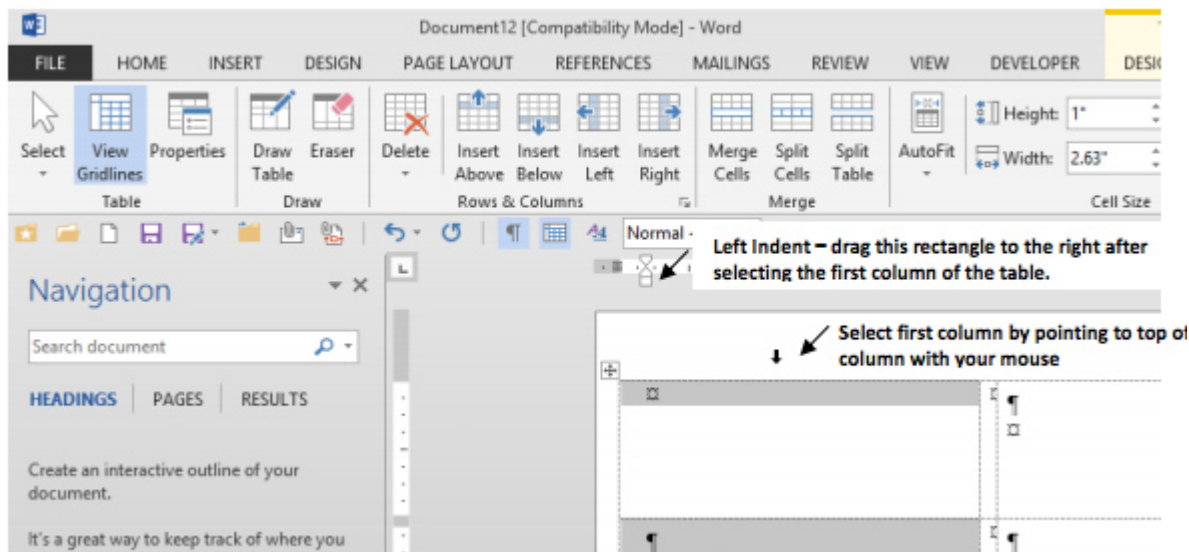 Document12 [Compatibility Mode] - Word
FILE HOME INSERT DESIGN PAGE LAYOUT REFERENCES MAILINGS REVIEW VIEW DEVELOPER
Select View Gridlines Properties Draw Table Eraser Delete Insert Above Insert Below Insert Left Insert Right Merge Cells Split Cells Split Table AutoFit Height: 1" Width: 2.63"
Table Draw Rows & Columns Merge Cell Size
Normal
Left Indent – drag this rectangle to the right after
selecting the first column of the table.
Navigation
Search document
Select first column by pointing to top of
column with your mouse
HEADINGS PAGES RESULTS
Create an interactive outline of your
document.
It's a great way to keep track of where you